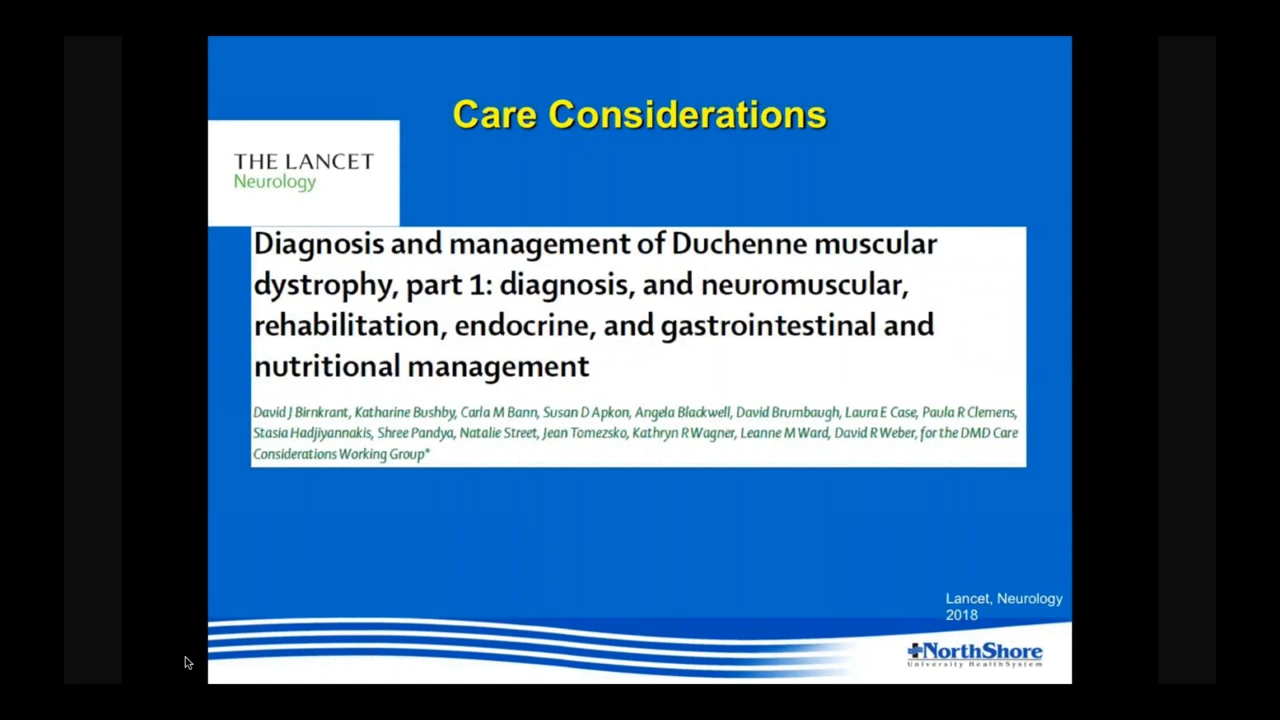 Care Considerations
THE LANCET
Neurology
Diagnosis and management of Duchenne muscular
dystrophy, part 1: diagnosis, and neuromuscular,
rehabilitation, endocrine, and gastrointestinal and
nutritional management
David J Birnkrant, Katharine Bushby, Carla M Bann, Susan D Apkon, Angela Blackwell, David Brumbaugh, Laura E Case, Paula R Clemens,
Stasia Hadjiyannakis, Shree Pandya, Natalie Street, Jean Tomezsko, Kathryn R Wagner, Leanne M Ward, David R Weber, for the DMD Care
Considerations Working Group*
Lancet, Neurology
2018
NorthShore
University HealthSystem